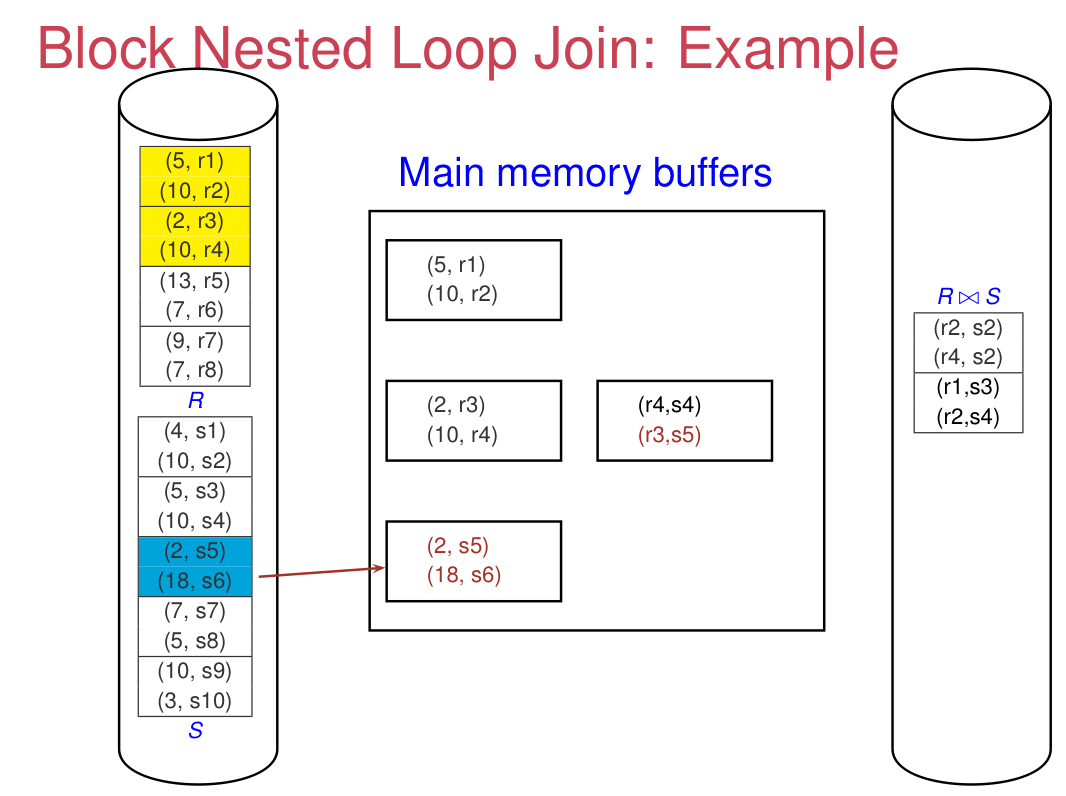 Block Nested Loop Join: Example
(5, r1)
(10, r2)
(2, r3)
(10, r4)
(13, r5)
(7, r6)
(9, r7)
(7, r8)
R
(4, s1)
(10, s2)
(5, s3)
(10, s4)
(2, s5)
(18, s6)
(7, s7)
(5, s8)
(10, s9)
(3, s10)
S
Main memory buffers
(5, r1)
(10, r2)
(2, r3)
(10, r4)
(2, s5)
(18, s6)
(r4,s4)
(r3,s5)
R ⋈ S
(r2, s2)
(r4, s2)
(r1,s3)
(r2,s4)